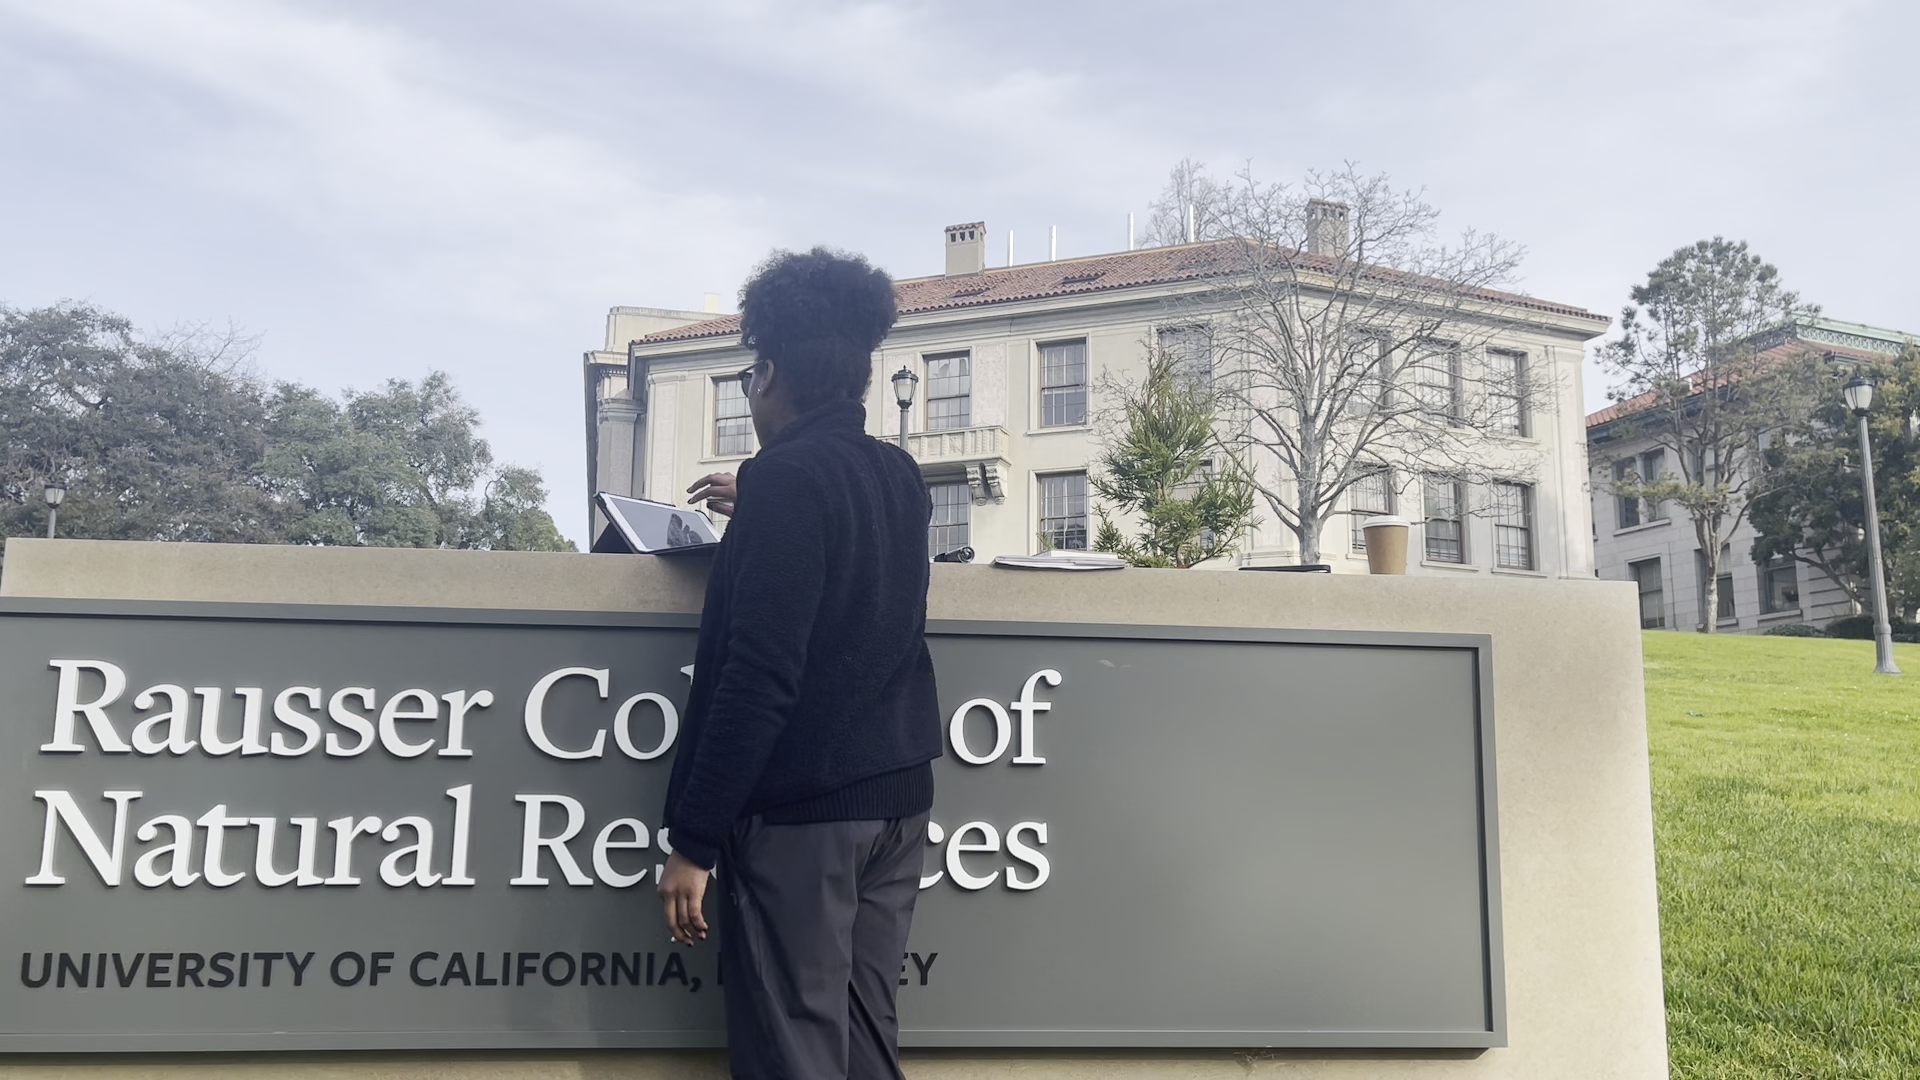 Rausser Co of
Natural Res ces
UNIVERSITY OF CALIFORNIA, EY